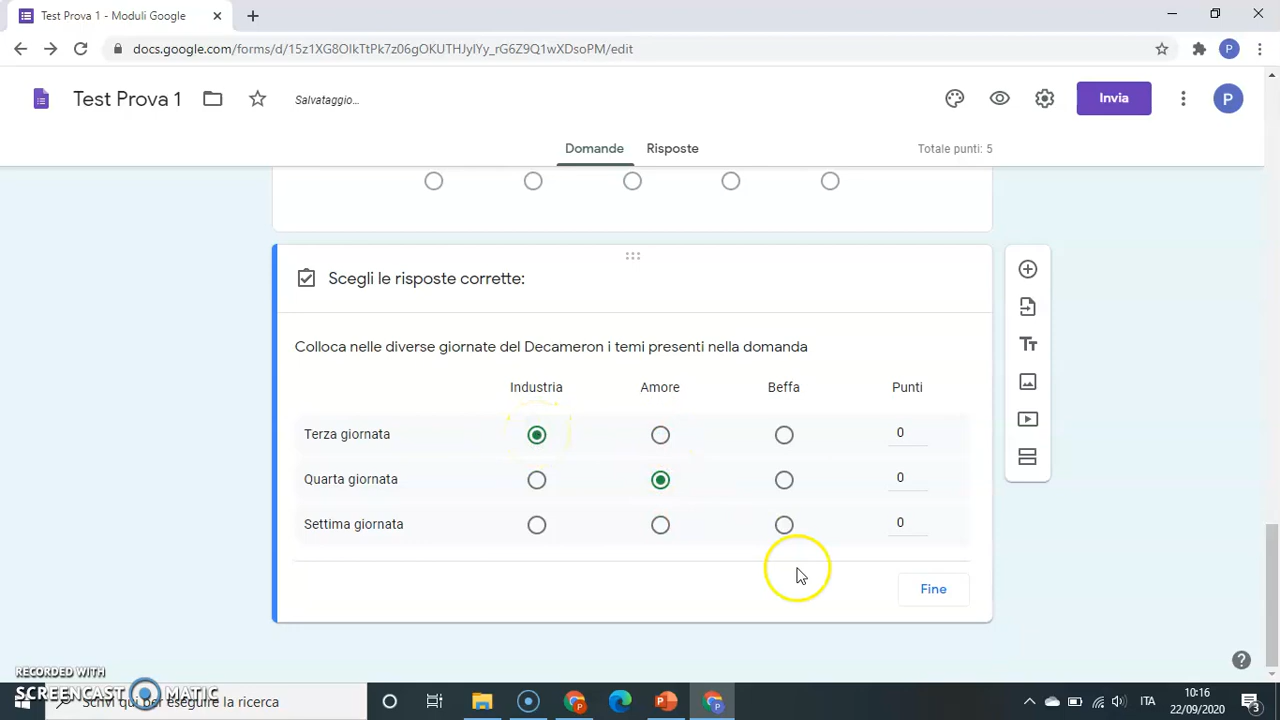 Test Prova 1 - Moduli Google
docs.google.com/forms/d/15z1XG8OIkTtPk7z06gOKUTHJyIYy_rG6Z9Q1wXDsoPM/edit
P
Test Prova 1
Salvataggio...
Invia
P
Domande
Risposte
Totale punti: 5
Scegli le risposte corrette:
Colloca nelle diverse giornate del Decameron i temi presenti nella domanda
Industria Amore Beffa Punti
Terza giornata 0
Quarta giornata 0
Settima giornata 0
Fine
RECORDED WITH
SCREENCAST MATIC
Scrivi qui per eseguire la ricerca
ITA
10:16
22/09/2020
3